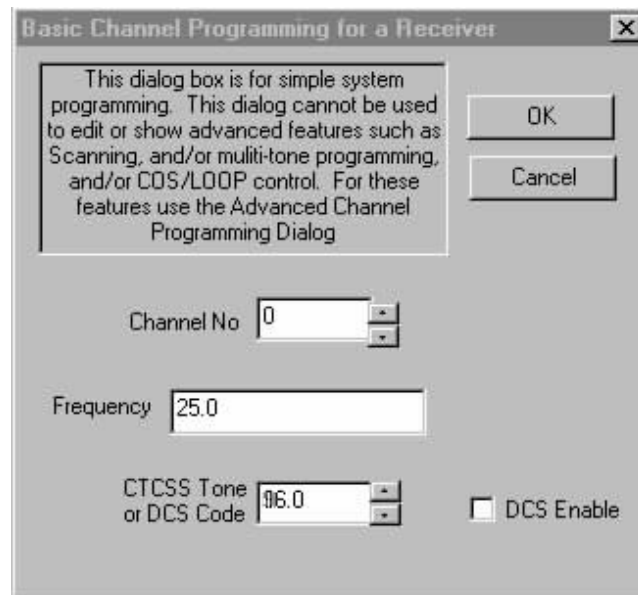 Basic Channel Programming for a Receiver
This dialog box is for simple system
programming. This dialog cannot be used
to edit or show advanced features such as
Scanning, and/or muliti-tone programming,
and/or COS/LOOP control. For these
features use the Advanced Channel
Programming Dialog
OK
Cancel
Channel No
0
Frequency
25.0
CTCSS Tone
or DCS Code
96.0
DCS Enable